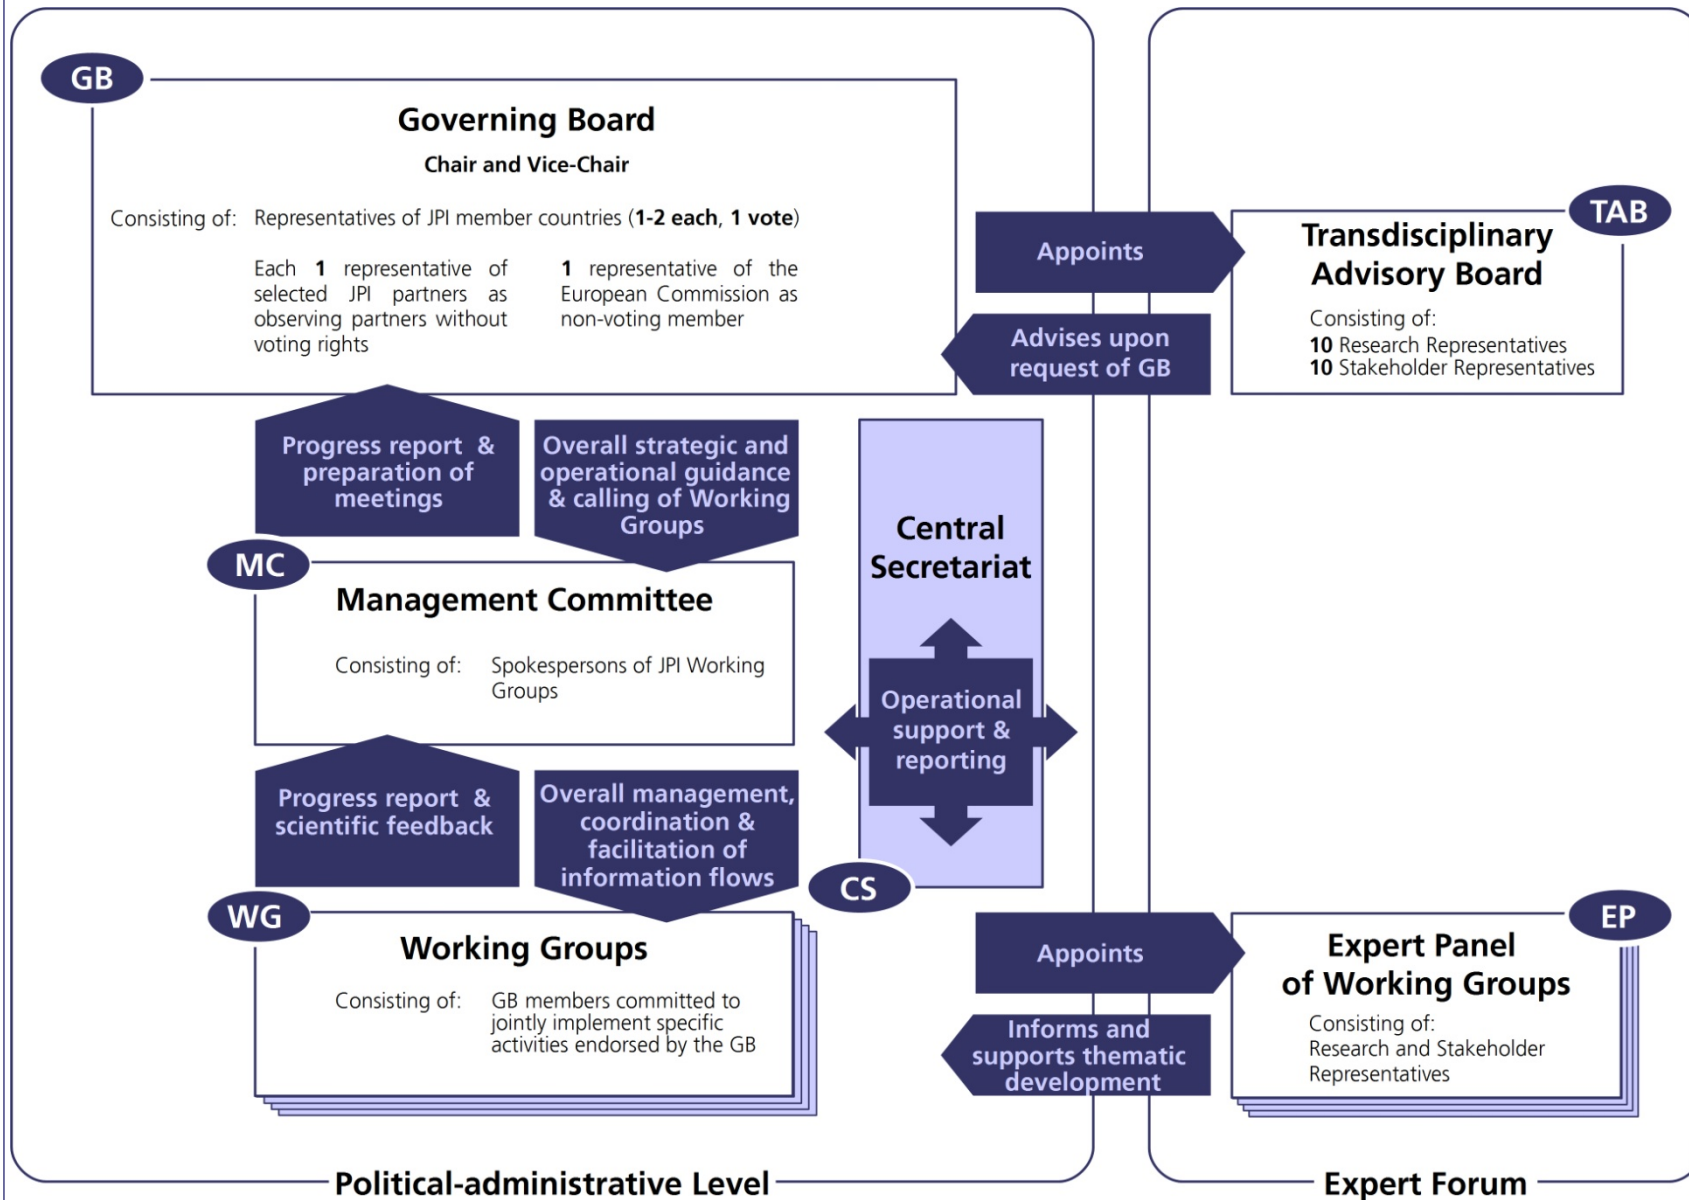 GB
Governing Board
Chair and Vice-Chair
Consisting of: Representatives of JPI member countries (1-2 each, 1 vote)
Each 1 representative of
selected JPI partners as
observing partners without
voting rights
1 representative of the
European Commission as
non-voting member
Appoints
Advises upon
request of GB
TAB
Transdisciplinary
Advisory Board
Consisting of:
10 Research Representatives
10 Stakeholder Representatives
Progress report &
preparation of
meetings
Overall strategic and
operational guidance
& calling of Working
Groups
MC
Management Committee
Consisting of: Spokespersons of JPI Working
Groups
Central
Secretariat
Operational
support &
reporting
CS
Progress report &
scientific feedback
Overall management,
coordination &
facilitation of
information flows
WG
Working Groups
Consisting of: GB members committed to
jointly implement specific
activities endorsed by the GB
Appoints
Informs and
supports thematic
development
EP
Expert Panel
of Working Groups
Consisting of:
Research and Stakeholder
Representatives
Political-administrative Level
Expert Forum